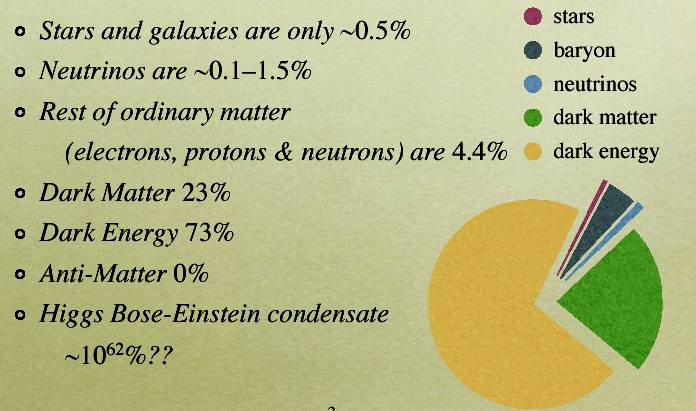 Stars and galaxies are only ~0.5%
Neutrinos are ~0.1–1.5%
Rest of ordinary matter
(electrons, protons & neutrons) are 4.4%
Dark Matter 23%
Dark Energy 73%
Anti-Matter 0%
Higgs Bose-Einstein condensate
~10⁶²%??
stars
baryon
neutrinos
dark matter
dark energy